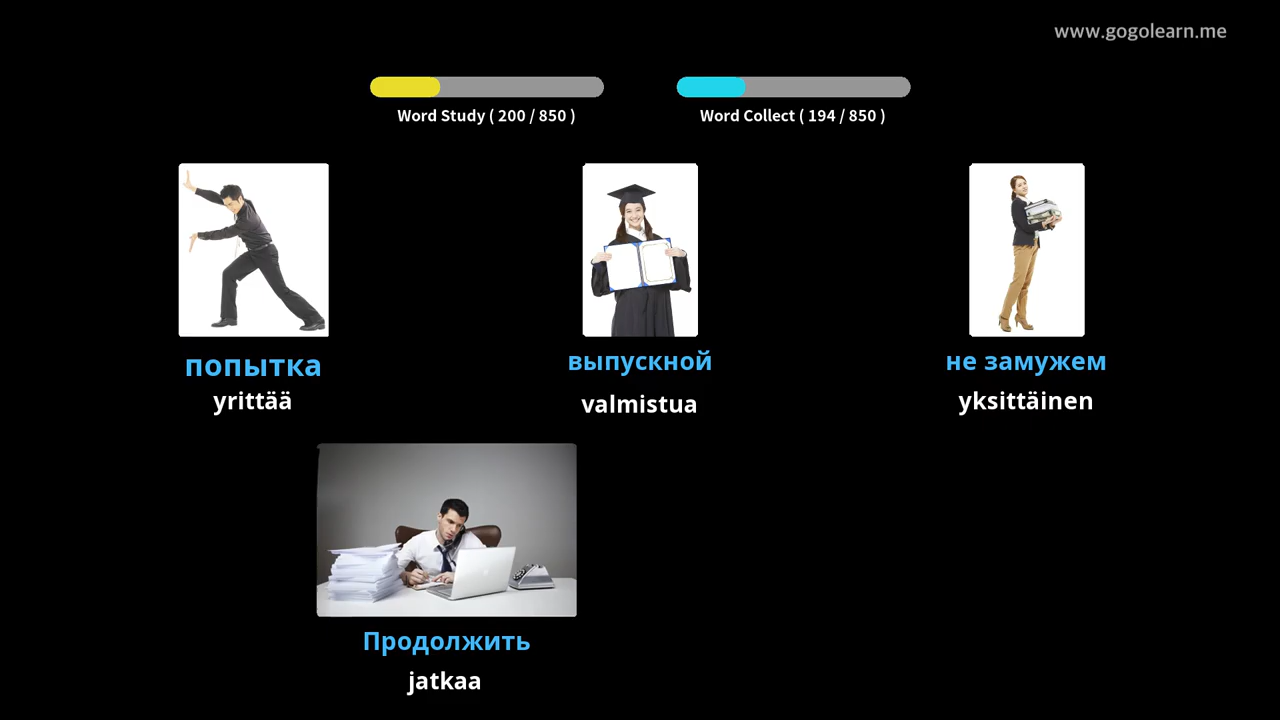 www.gogolearn.me
Word Study ( 200 / 850 )
Word Collect ( 194 / 850 )
попытка
yrittää
выпускной
valmistua
не замужем
yksittäinen
Продолжить
jatkaa